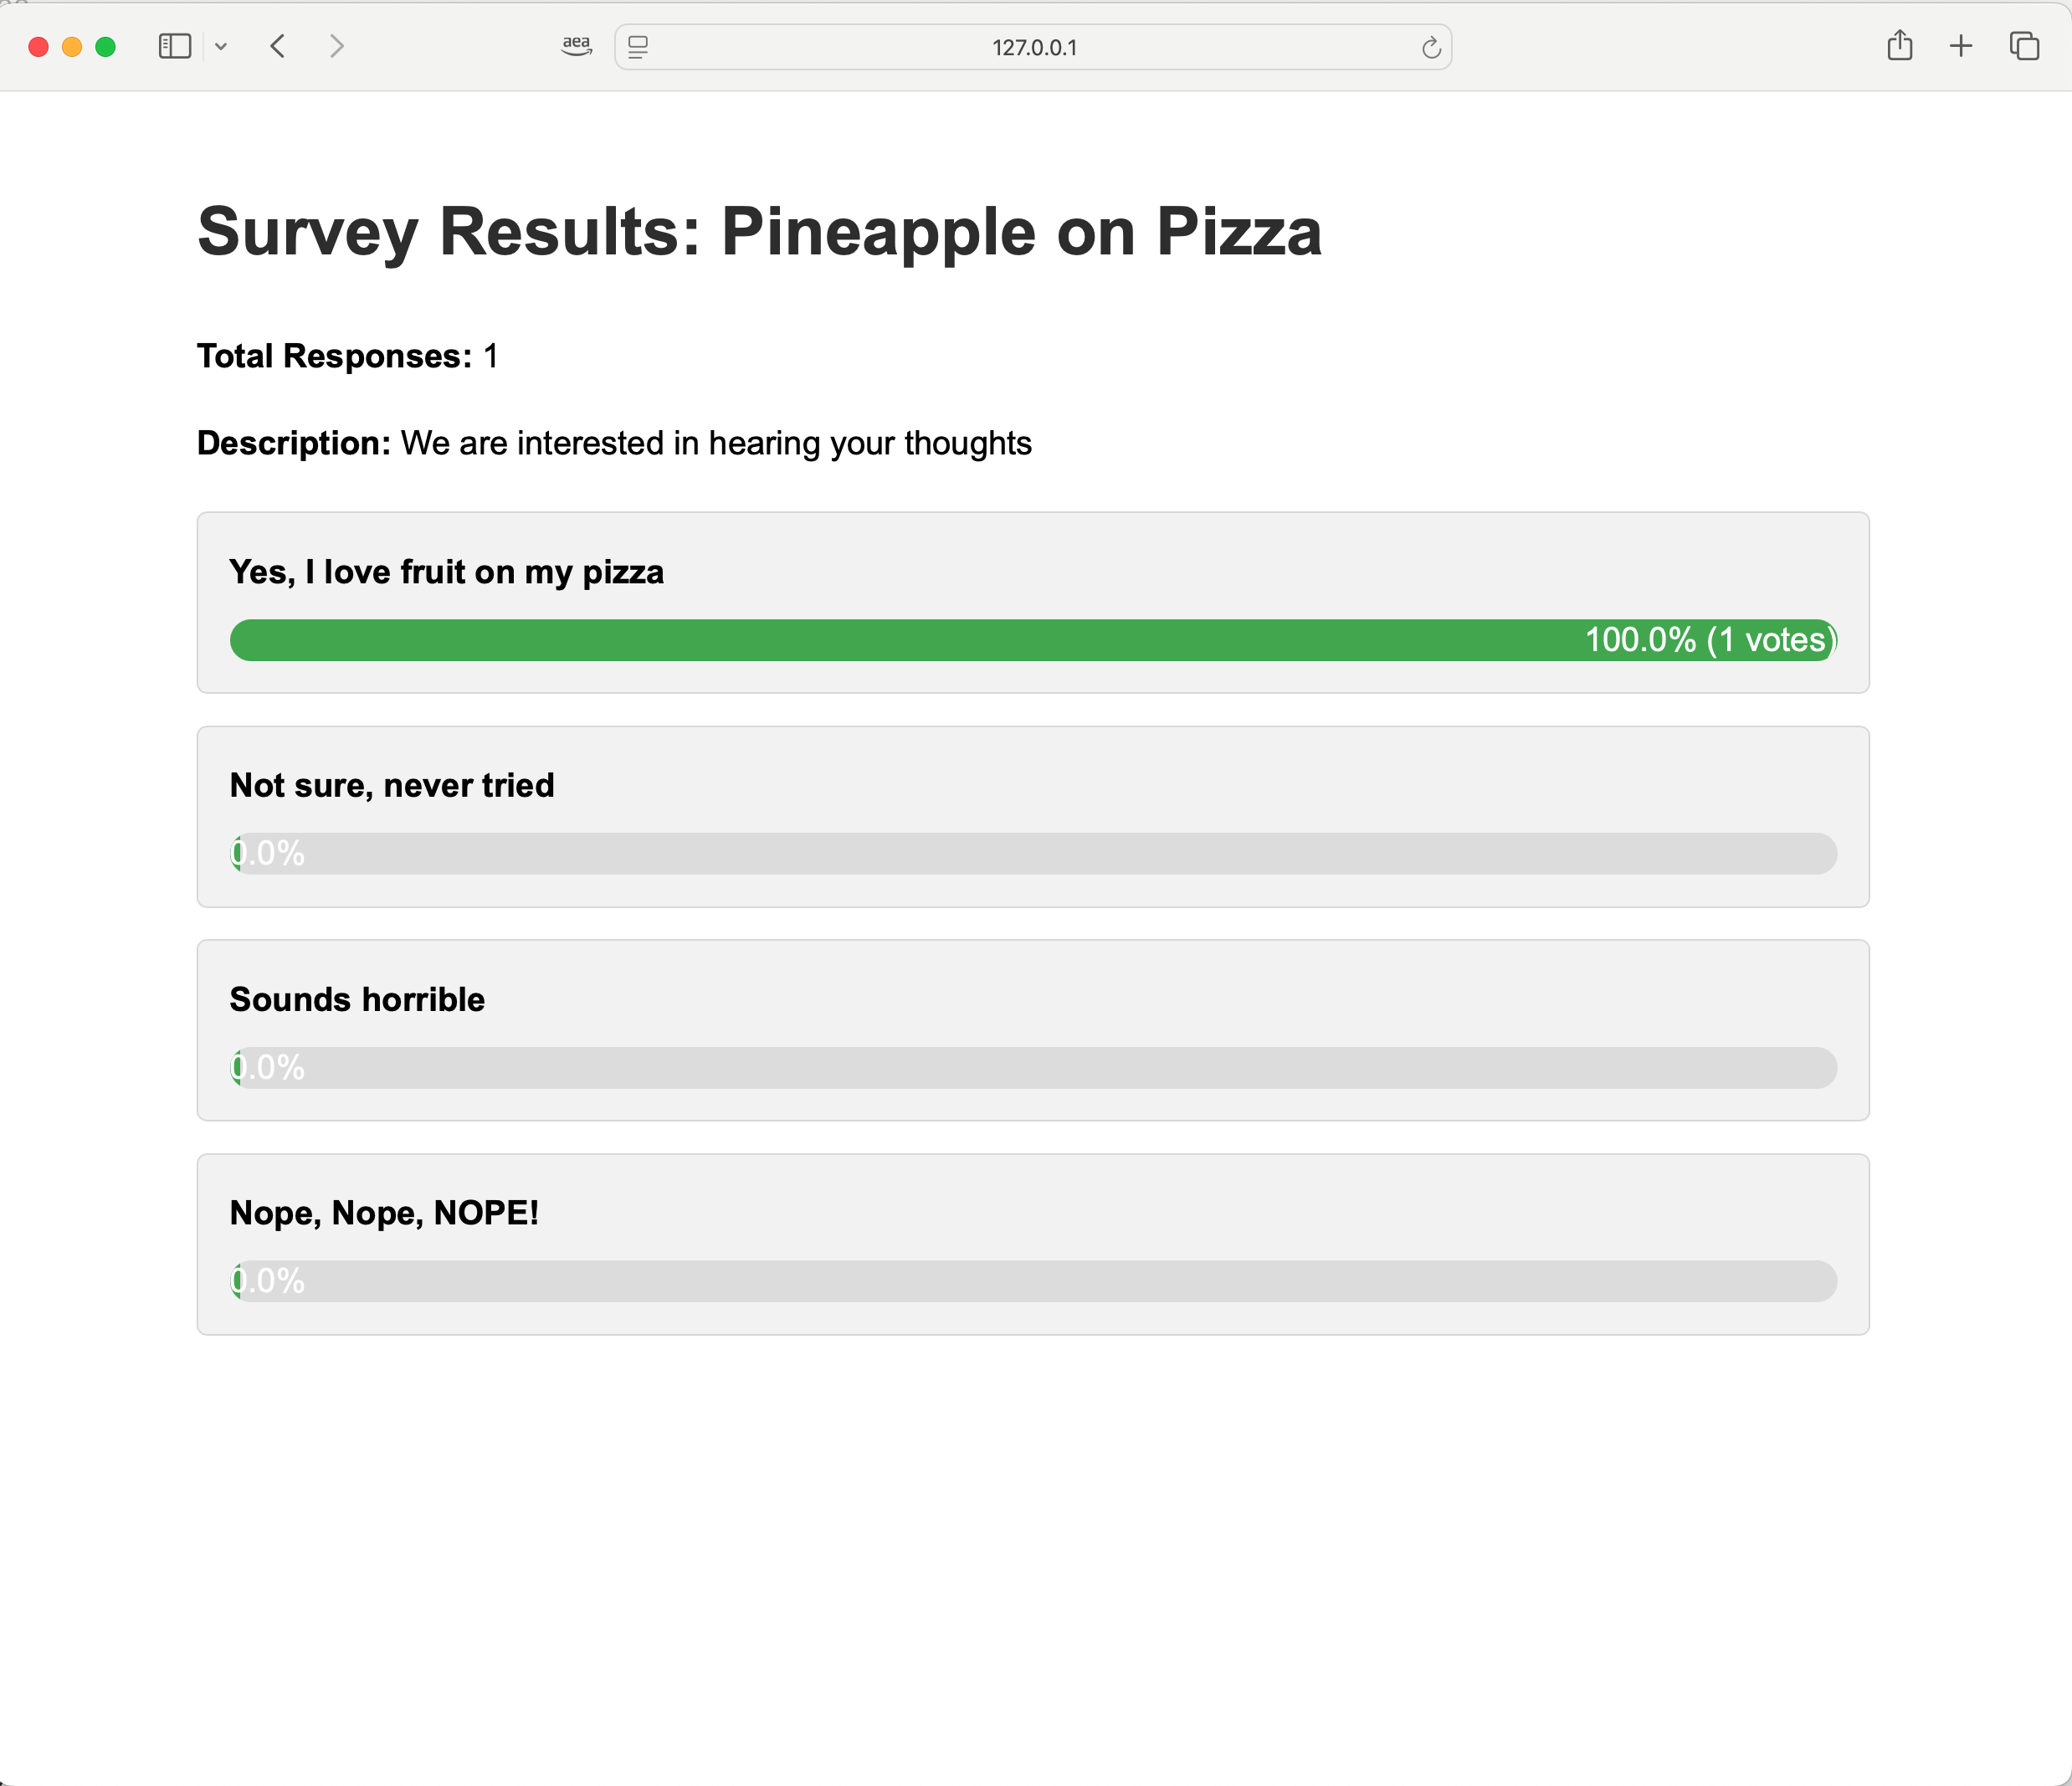 aea
127.0.0.1
Survey Results: Pineapple on Pizza
Total Responses: 1
Description: We are interested in hearing your thoughts
Yes, I love fruit on my pizza
100.0% (1 votes)
Not sure, never tried
0.0%
Sounds horrible
0.0%
Nope, Nope, NOPE!
0.0%